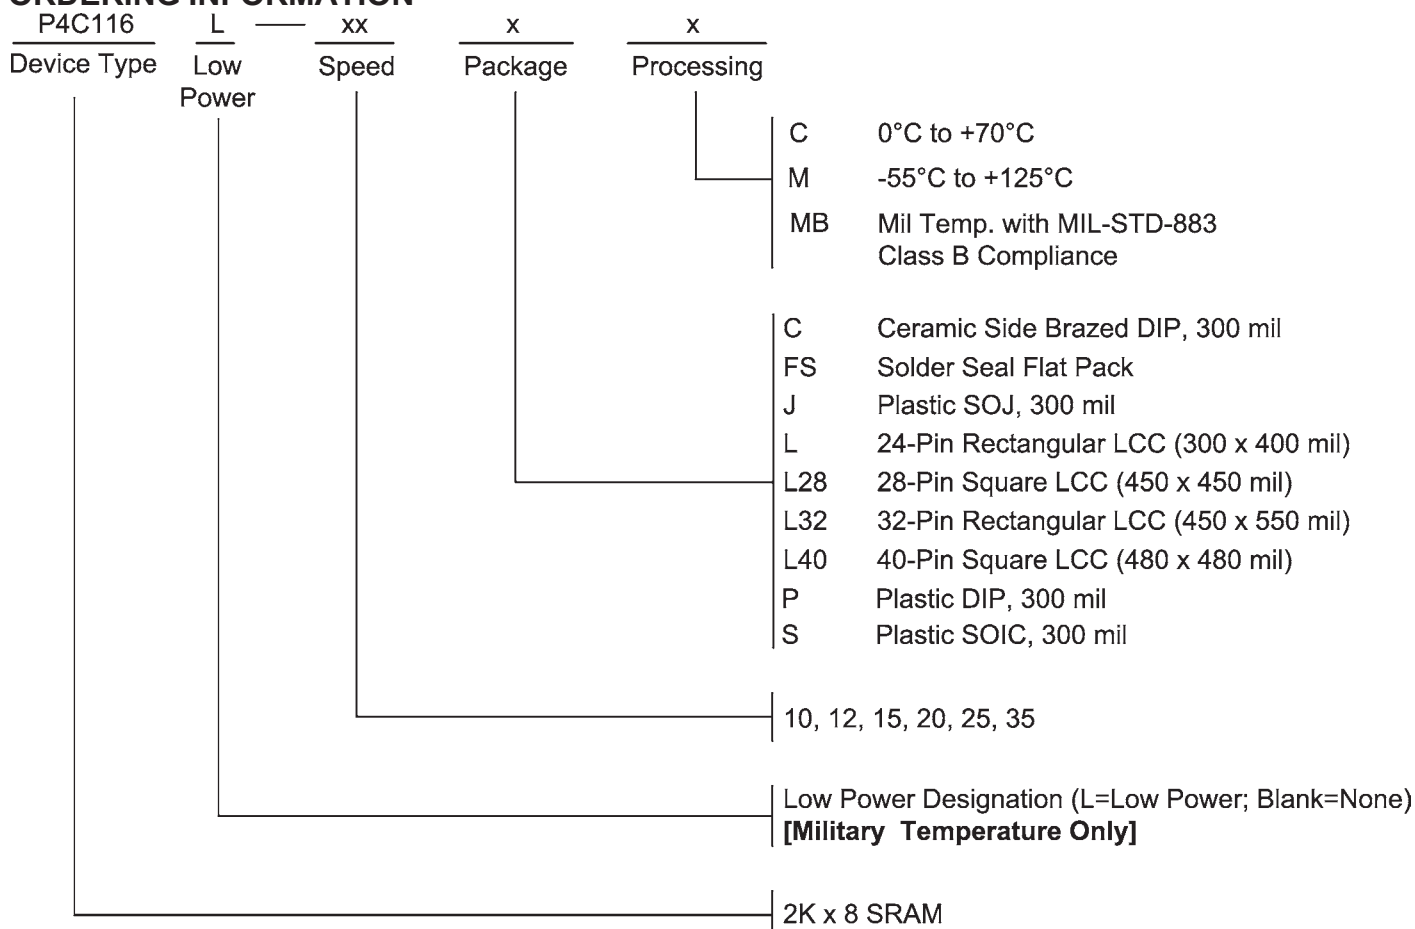 ORDERING INFORMATION
P4C116 L — xx x x
Device Type Low Power Speed Package Processing
C 0°C to +70°C
M -55°C to +125°C
MB Mil Temp. with MIL-STD-883
Class B Compliance
C Ceramic Side Brazed DIP, 300 mil
FS Solder Seal Flat Pack
J Plastic SOJ, 300 mil
L 24-Pin Rectangular LCC (300 x 400 mil)
L28 28-Pin Square LCC (450 x 450 mil)
L32 32-Pin Rectangular LCC (450 x 550 mil)
L40 40-Pin Square LCC (480 x 480 mil)
P Plastic DIP, 300 mil
S Plastic SOIC, 300 mil
10, 12, 15, 20, 25, 35
Low Power Designation (L=Low Power; Blank=None)
[Military Temperature Only]
2K x 8 SRAM